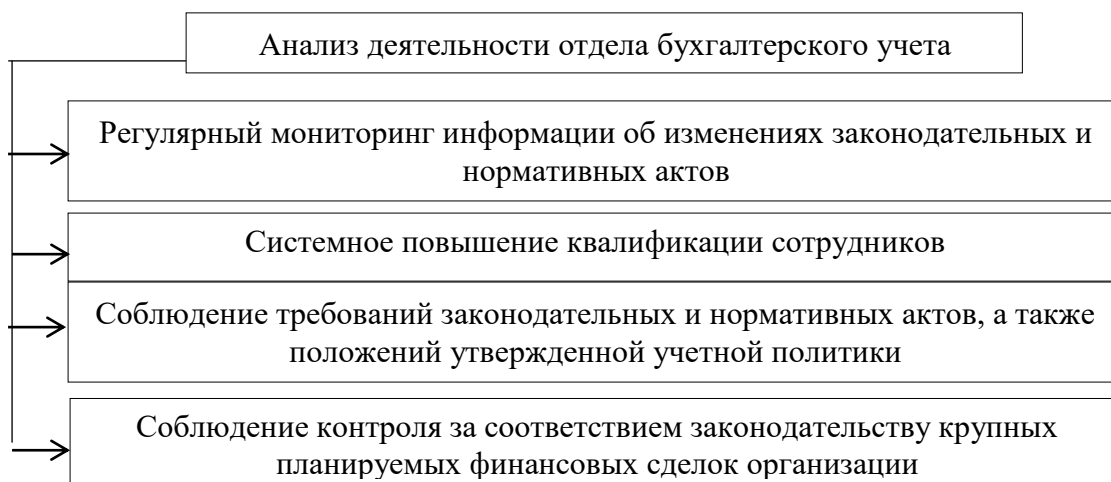 Анализ деятельности отдела бухгалтерского учета
Регулярный мониторинг информации об изменениях законодательных и
нормативных актов
Системное повышение квалификации сотрудников
Соблюдение требований законодательных и нормативных актов, а также
положений утвержденной учетной политики
Соблюдение контроля за соответствием законодательству крупных
планируемых финансовых сделок организации